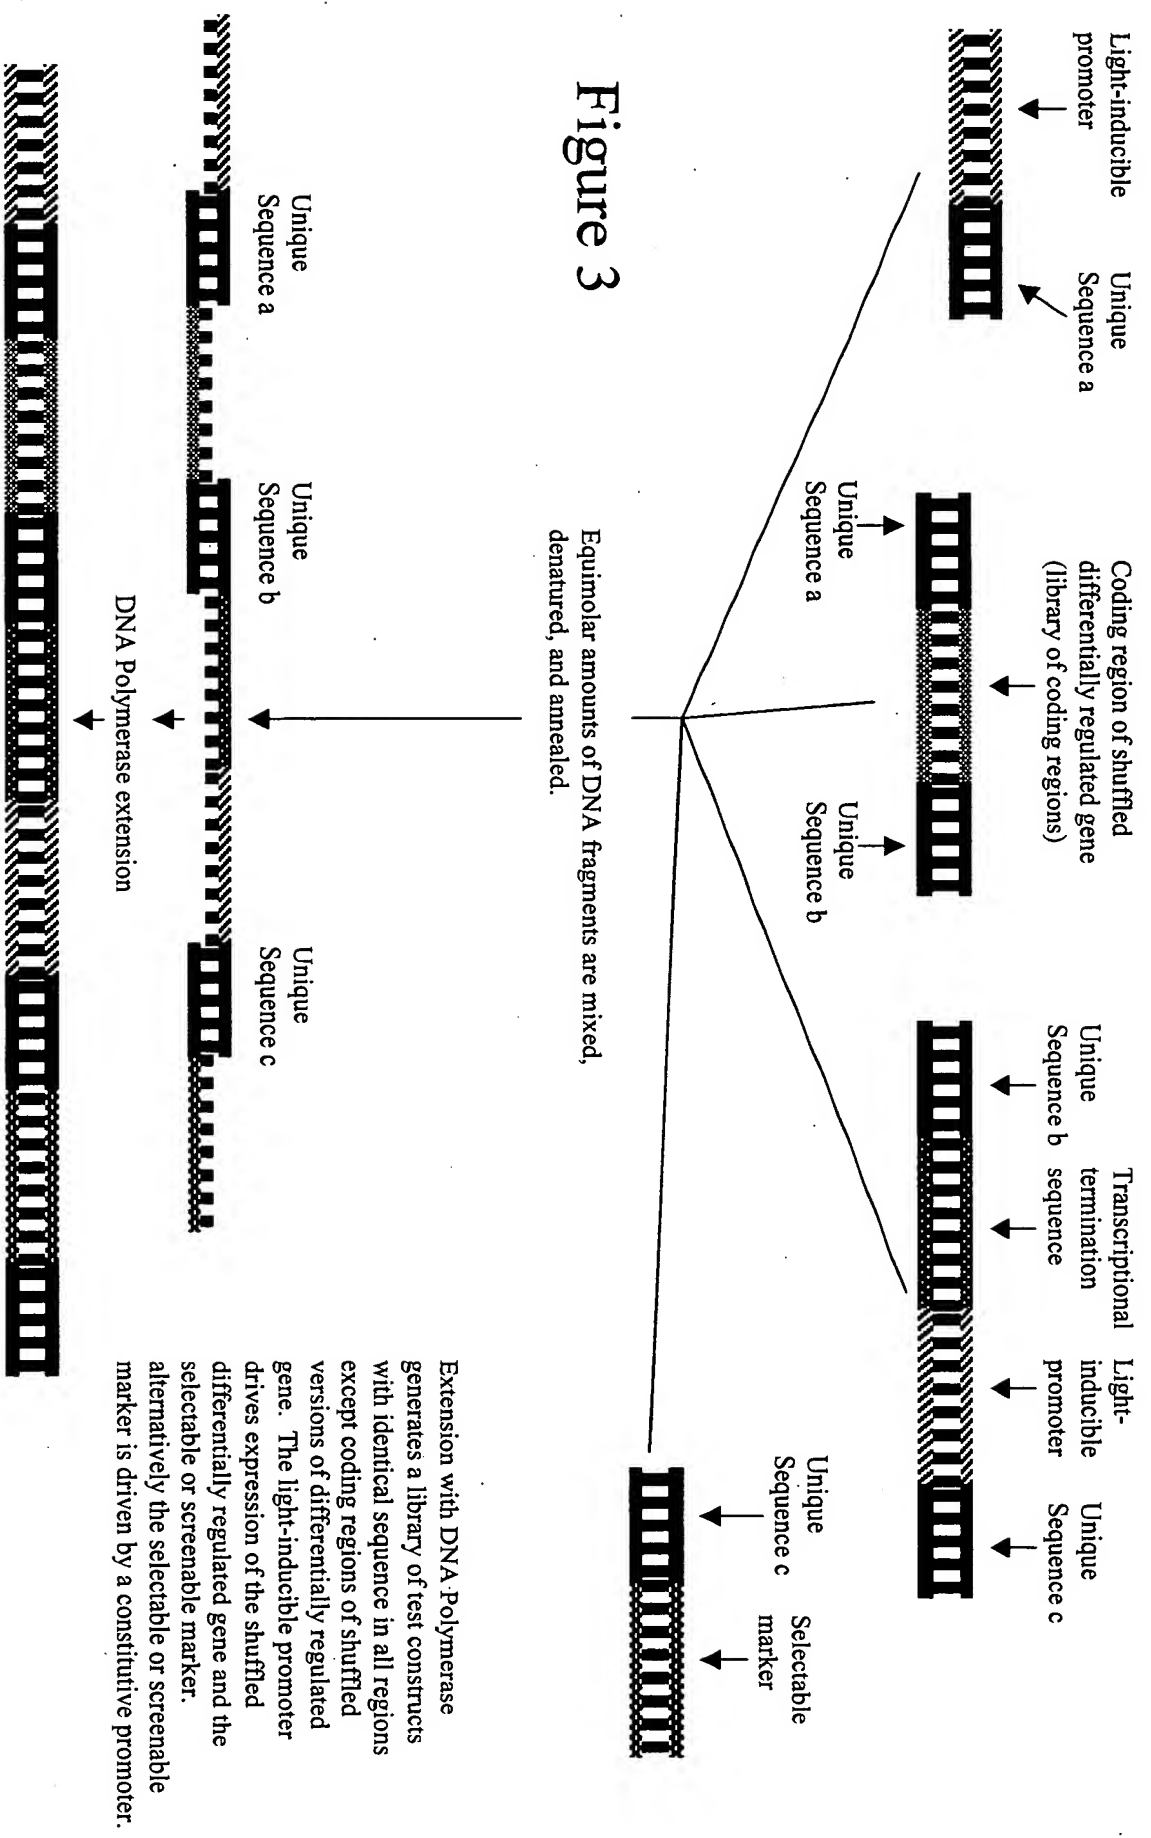 Light-inducible
promoter
Unique
Sequence a
Coding region of shuffled
differentially regulated gene
(library of coding regions)
Unique
Sequence b
Transcriptional
termination
sequence
Light-
inducible
promoter
Unique
Sequence c
Unique
Sequence a
Unique
Sequence b
Unique
Sequence c
Selectable
marker
Figure 3
Equimolar amounts of DNA fragments are mixed,
denatured, and annealed.
Unique
Sequence a
Unique
Sequence b
Unique
Sequence c
DNA Polymerase extension
Extension with DNA Polymerase
generates a library of test constructs
with identical sequence in all regions
except coding regions of shuffled
versions of differentially regulated
gene. The light-inducible promoter
drives expression of the shuffled
differentially regulated gene and the
selectable or screenable marker.
alternatively the selectable or screenable
marker is driven by a constitutive promoter.